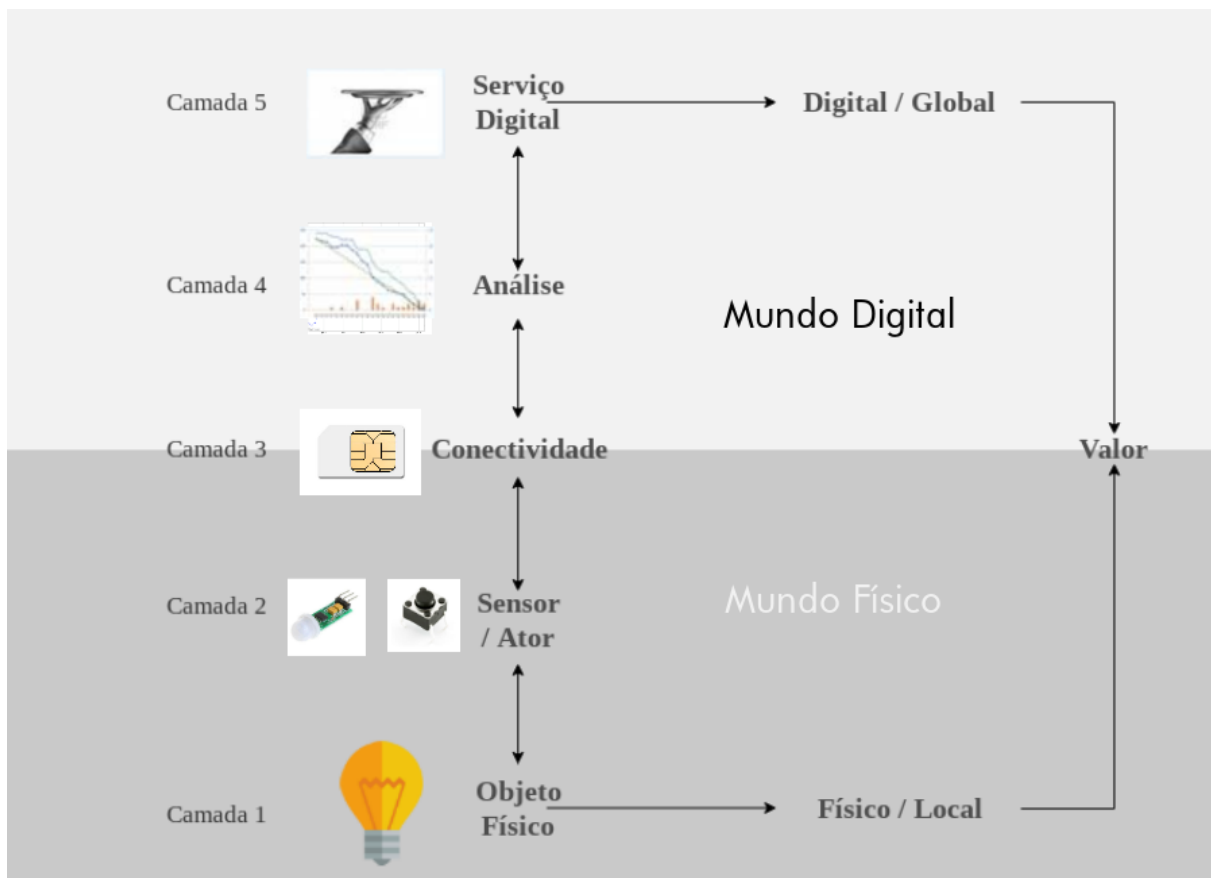 Camada 5
Serviço
Digital
Digital / Global
Camada 4
Análise
Mundo Digital
Camada 3
Conectividade
Valor
Camada 2
Sensor
/ Ator
Mundo Físico
Camada 1
Objeto
Físico
Físico / Local